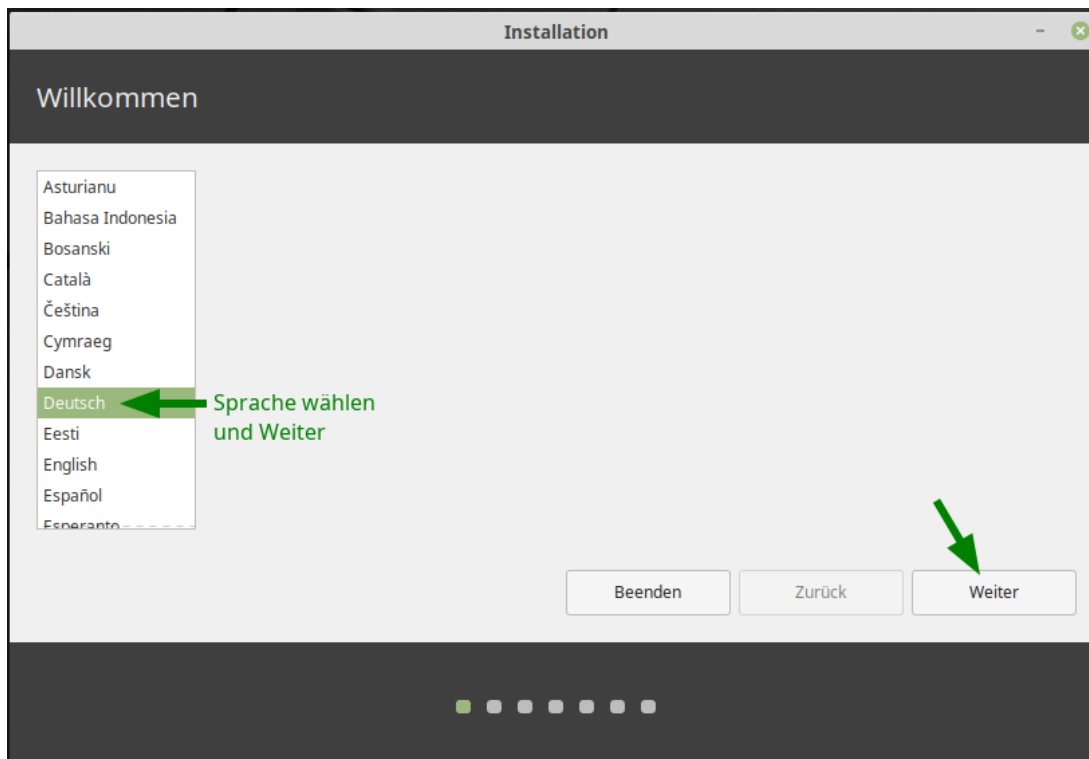 Installation
Willkommen
Asturianu
Bahasa Indonesia
Bosanski
Català
Čeština
Cymraeg
Dansk
Deutsch
Sprache wählen
und Weiter
Eesti
English
Español
Esperanto
Beenden
Zurück
Weiter